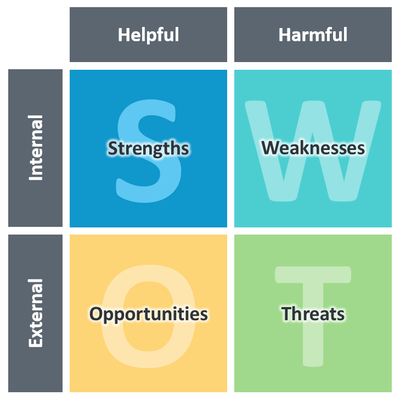 Helpful
Harmful
Internal
S
Strengths
W
Weaknesses
External
O
Opportunities
T
Threats